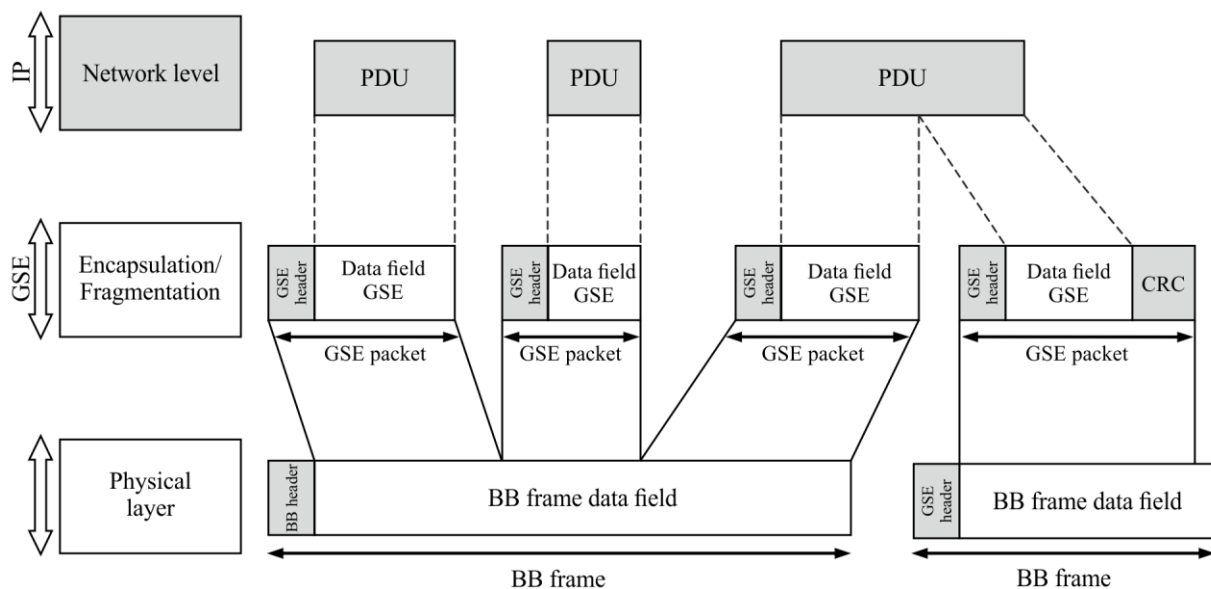 IP
Network level
PDU
PDU
PDU
GSE
Encapsulation/
Fragmentation
GSE
header
Data field
GSE
GSE
header
Data field
GSE
GSE
header
Data field
GSE
GSE
header
Data field
GSE
CRC
GSE packet
GSE packet
GSE packet
GSE packet
Physical
layer
BB header
BB frame data field
GSE
header
BB frame data field
BB frame
BB frame